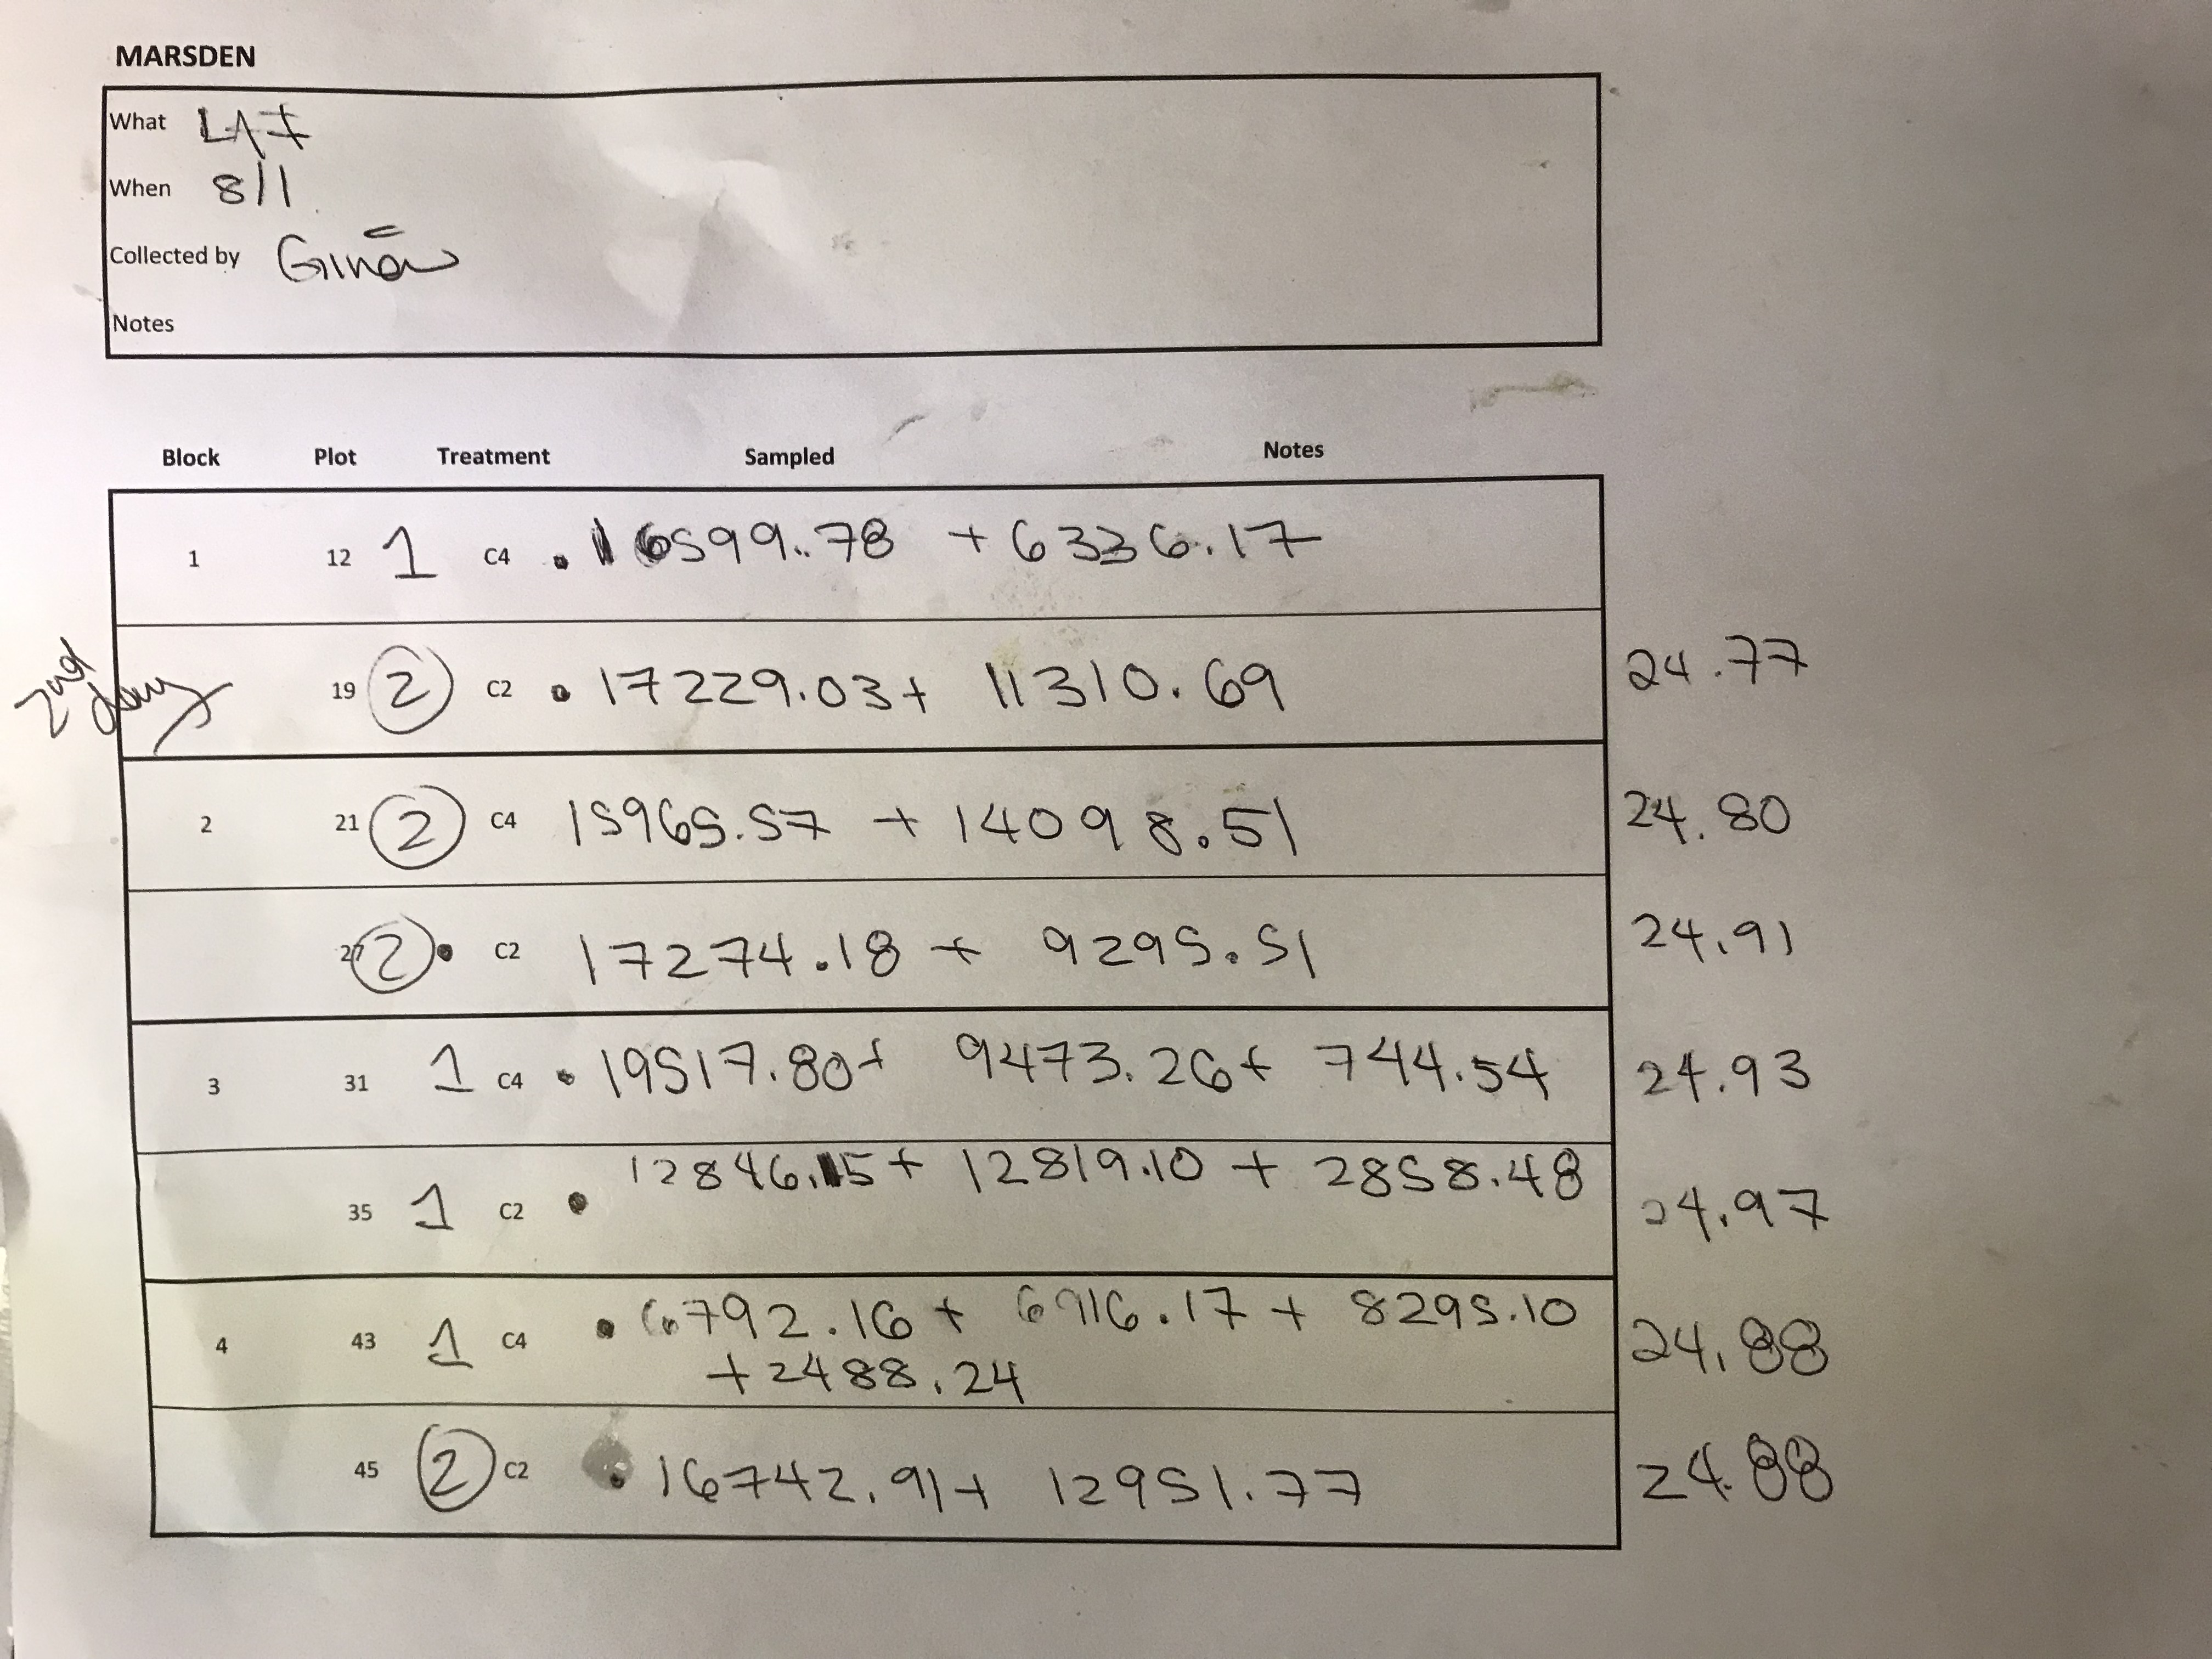 MARSDEN
What LAI
When 8/1
Collected by Gina
Notes
Block Plot Treatment Sampled Notes
1 12 1 C4 . 16599.78 + 6336.17
2nd day 19 2 C2 . 17229.03 + 11310.69 24.77
2 21 2 C4 15965.57 + 14098.51 24.80
27 2 . C2 17274.18 + 9295.51 24.91
3 31 1 C4 . 19517.80 + 9473.26 + 744.54 24.93
35 1 C2 . 12846.15 + 12819.10 + 2858.48 24.97
4 43 1 C4 . 6792.16 + 6916.17 + 8295.10 24.88
+ 2488.24
45 2 C2 . 16742.91 + 12951.77 24.88